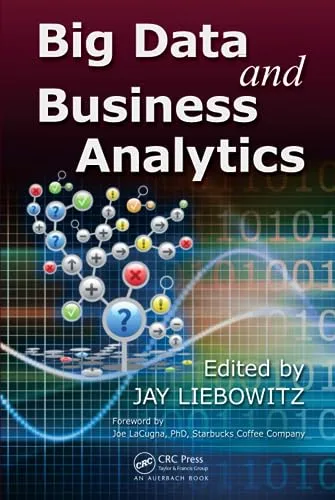 Big Data
and
Business
Analytics
Edited by
JAY LIEBOWITZ
Foreword by
Joe LaCugna, PhD, Starbucks Coffee Company
CRC
CRC Press
Taylor & Francis Group
AN AUERBACH BOOK